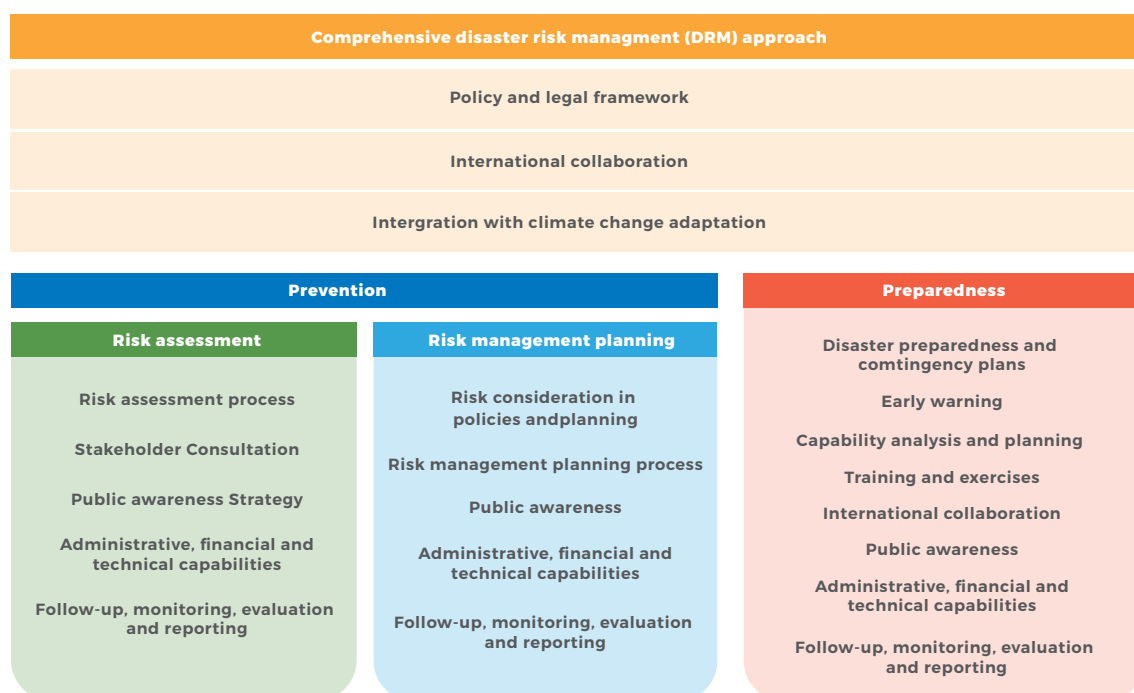 Comprehensive disaster risk managment (DRM) approach
Policy and legal framework
International collaboration
Intergration with climate change adaptation
Prevention
Risk assessment
Risk assessment process
Stakeholder Consultation
Public awareness Strategy
Administrative, financial and
technical capabilities
Follow-up, monitoring, evaluation
and reporting
Risk management planning
Risk consideration in
policies andplanning
Risk management planning process
Public awareness
Administrative, financial and
technical capabilities
Follow-up, monitoring, evaluation
and reporting
Preparedness
Disaster preparedness and
comtingency plans
Early warning
Capability analysis and planning
Training and exercises
International collaboration
Public awareness
Administrative, financial and
technical capabilities
Follow-up, monitoring, evaluation
and reporting